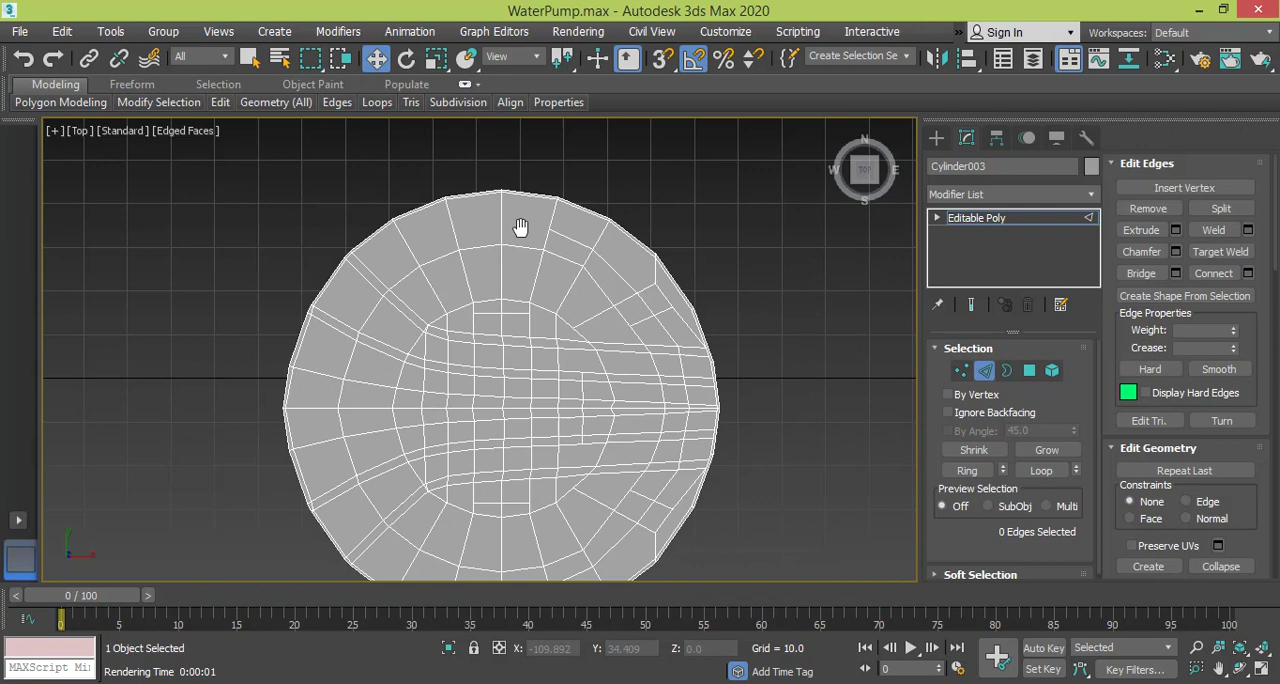 WaterPump.max - Autodesk 3ds Max 2020
File Edit Tools Group Views Create Modifiers Animation Graph Editors Rendering Civil View Customize Scripting Interactive » Sign In Workspaces: Default
All View Create Selection Se
Modeling Freeform Selection Object Paint Populate
Polygon Modeling Modify Selection Edit Geometry (All) Edges Loops Tris Subdivision Align Properties
[+] [Top] [Standard] [Edged Faces]
N
W TOP E
S
Cylinder003
Modifier List
Editable Poly
Selection
By Vertex
Ignore Backfacing
By Angle: 45.0
Shrink Grow
Ring Loop
Preview Selection
Off SubObj Multi
0 Edges Selected
Soft Selection
Edit Edges
Insert Vertex
Remove Split
Extrude Weld
Chamfer Target Weld
Bridge Connect
Create Shape From Selection
Edge Properties
Weight:
Crease:
Hard Smooth
Display Hard Edges
Edit Tri. Turn
Edit Geometry
Repeat Last
Constraints
None Edge
Face Normal
Preserve UVs
Create Collapse
y
x
< 0 / 100 >
0 5 10 15 20 25 30 35 40 45 50 55 60 65 70 75 80 85 90 95 100
1 Object Selected X: -109.892 Y: 34.409 Z: 0.0 Grid = 10.0 Auto Key Selected
MAXScript Mi
Rendering Time 0:00:01 Add Time Tag 0 Set Key Key Filters...